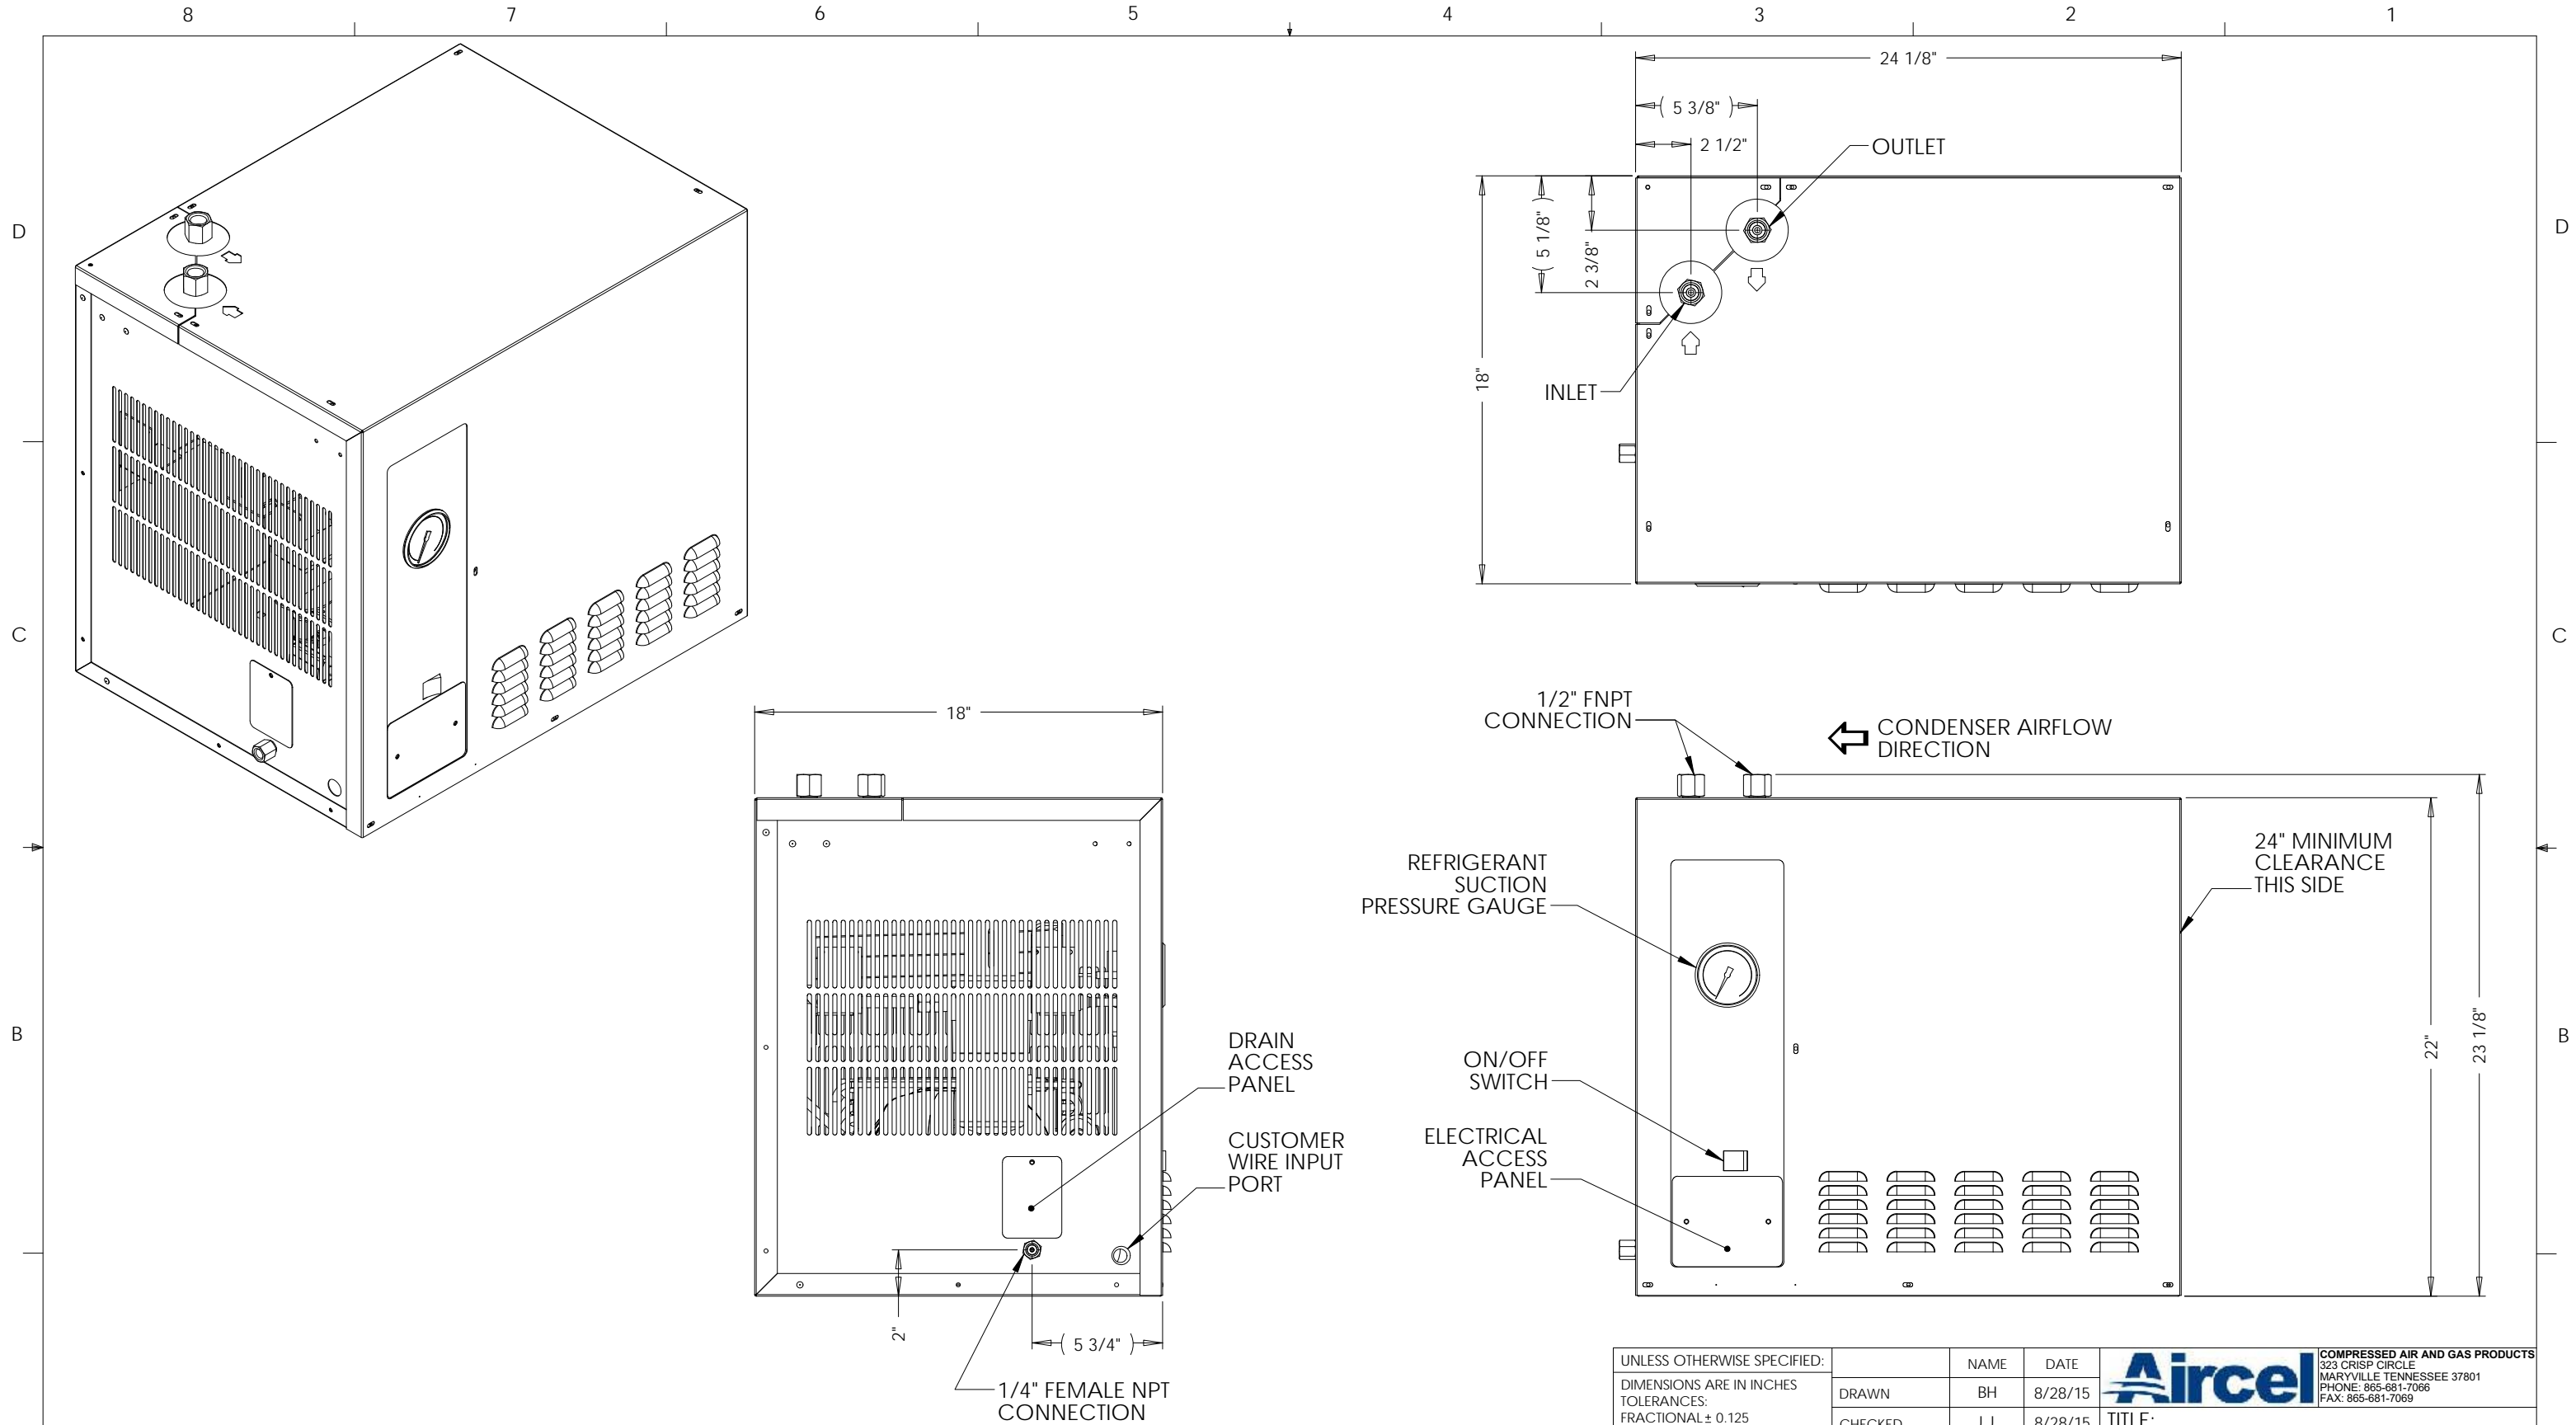 8 7 6 5 4 3 2 1
D
D
C
C
B
B
24 1/8"
( 5 3/8" )
2 1/2"
OUTLET
( 5 1/8" )
2 3/8"
18"
INLET
18"
1/2" FNPT
CONNECTION
CONDENSER AIRFLOW
DIRECTION
REFRIGERANT
SUCTION
PRESSURE GAUGE
24" MINIMUM
CLEARANCE
THIS SIDE
DRAIN
ACCESS
PANEL
ON/OFF
SWITCH
22"
23 1/8"
CUSTOMER
WIRE INPUT
PORT
ELECTRICAL
ACCESS
PANEL
2"
( 5 3/4" )
1/4" FEMALE NPT
CONNECTION
UNLESS OTHERWISE SPECIFIED:
DIMENSIONS ARE IN INCHES
TOLERANCES:
FRACTIONAL ± 0.125
NAME DATE
DRAWN BH 8/28/15
CHECKED 8/28/15
Aircel
COMPRESSED AIR AND GAS PRODUCTS
323 CRISP CIRCLE
MARYVILLE TENNESSEE 37801
PHONE: 865-681-7066
FAX: 865-681-7069
TITLE: